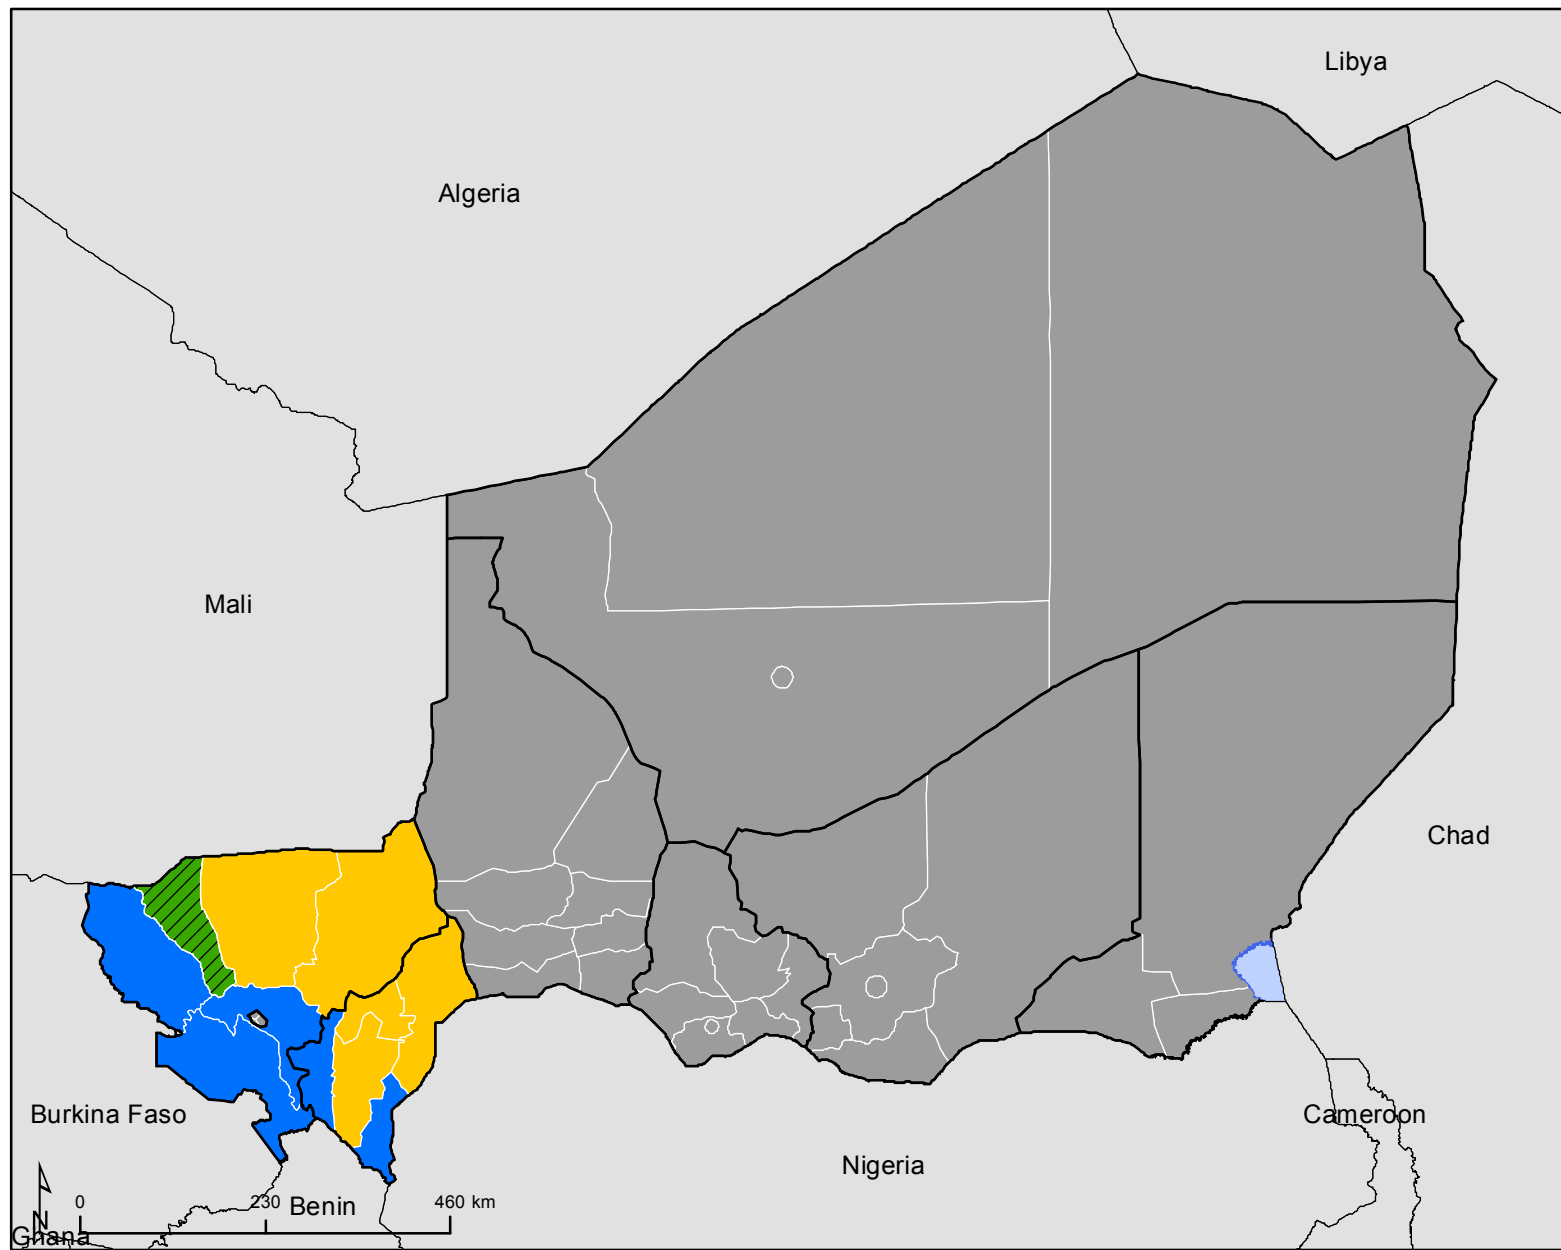 Libya
Algeria
Mali
Chad
Burkina Faso
Cameroon
Nigeria
0 230 460 km
Benin
N
Ghana